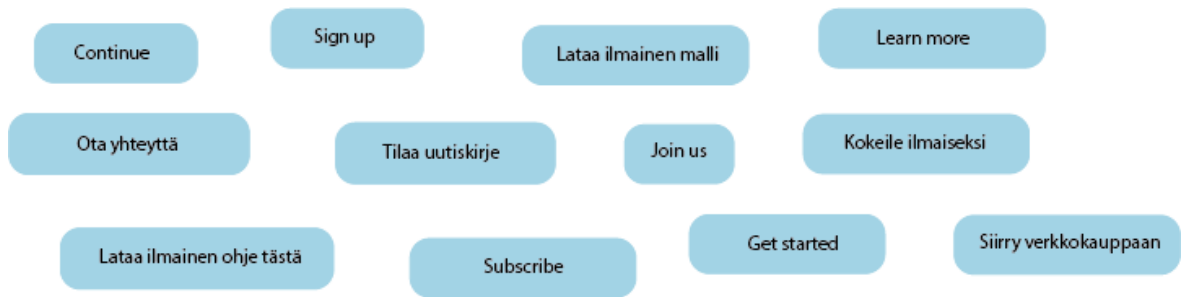 Continue
Sign up
Lataa ilmainen malli
Learn more
Ota yhteyttä
Tilaa uutiskirje
Join us
Kokeile ilmaiseksi
Lataa ilmainen ohje tästä
Subscribe
Get started
Siirry verkkokauppaan